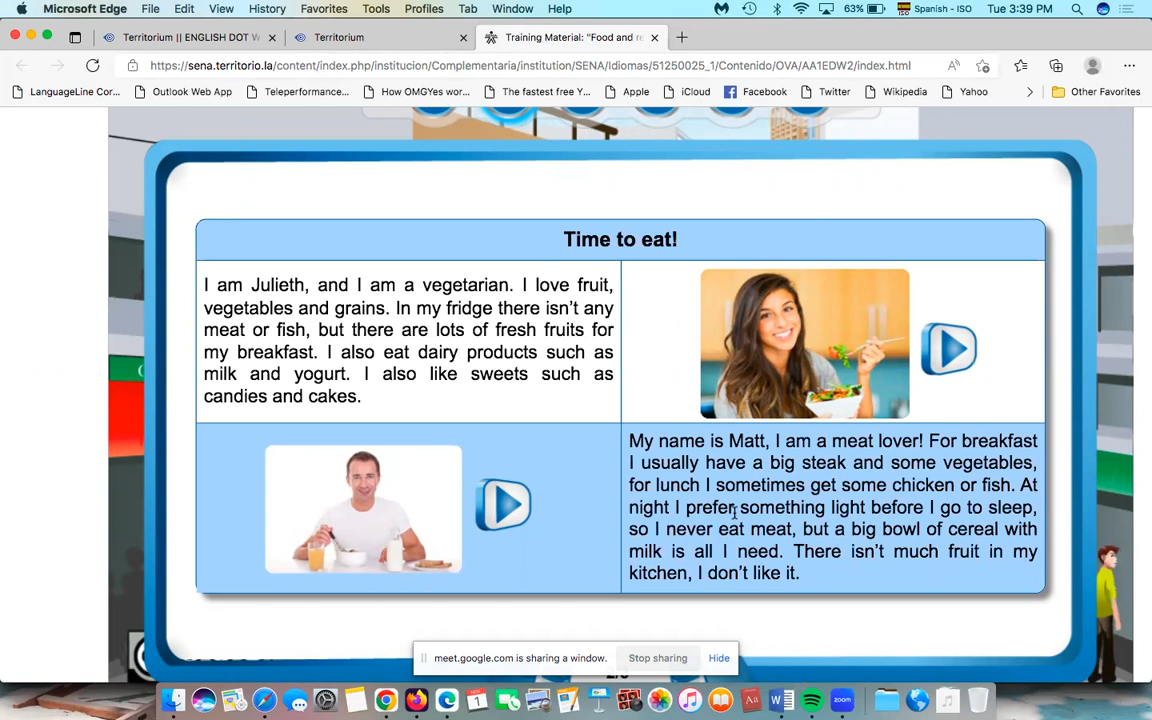 Microsoft Edge File Edit View History Favorites Tools Profiles Tab Window Help 63% Spanish - ISO Tue 3:39 PM
Territorium || ENGLISH DOT W
Territorium
Training Material: "Food and re
https://sena.territorio.la/content/index.php/institucion/Complementaria/institution/SENA/Idiomas/51250025_1/Contenido/OVA/AA1EDW2/index.html
LanguageLine Cor... Outlook Web App Teleperformance... How OMGYes wor... The fastest free Y... Apple iCloud Facebook Twitter Wikipedia Yahoo Other Favorites
Time to eat!
I am Julieth, and I am a vegetarian. I love fruit,
vegetables and grains. In my fridge there isn't any
meat or fish, but there are lots of fresh fruits for
my breakfast. I also eat dairy products such as
milk and yogurt. I also like sweets such as
candies and cakes.
My name is Matt, I am a meat lover! For breakfast
I usually have a big steak and some vegetables,
for lunch I sometimes get some chicken or fish. At
night I prefer something light before I go to sleep,
so I never eat meat, but a big bowl of cereal with
milk is all I need. There isn't much fruit in my
kitchen, I don't like it.
meet.google.com is sharing a window. Stop sharing Hide
zoom